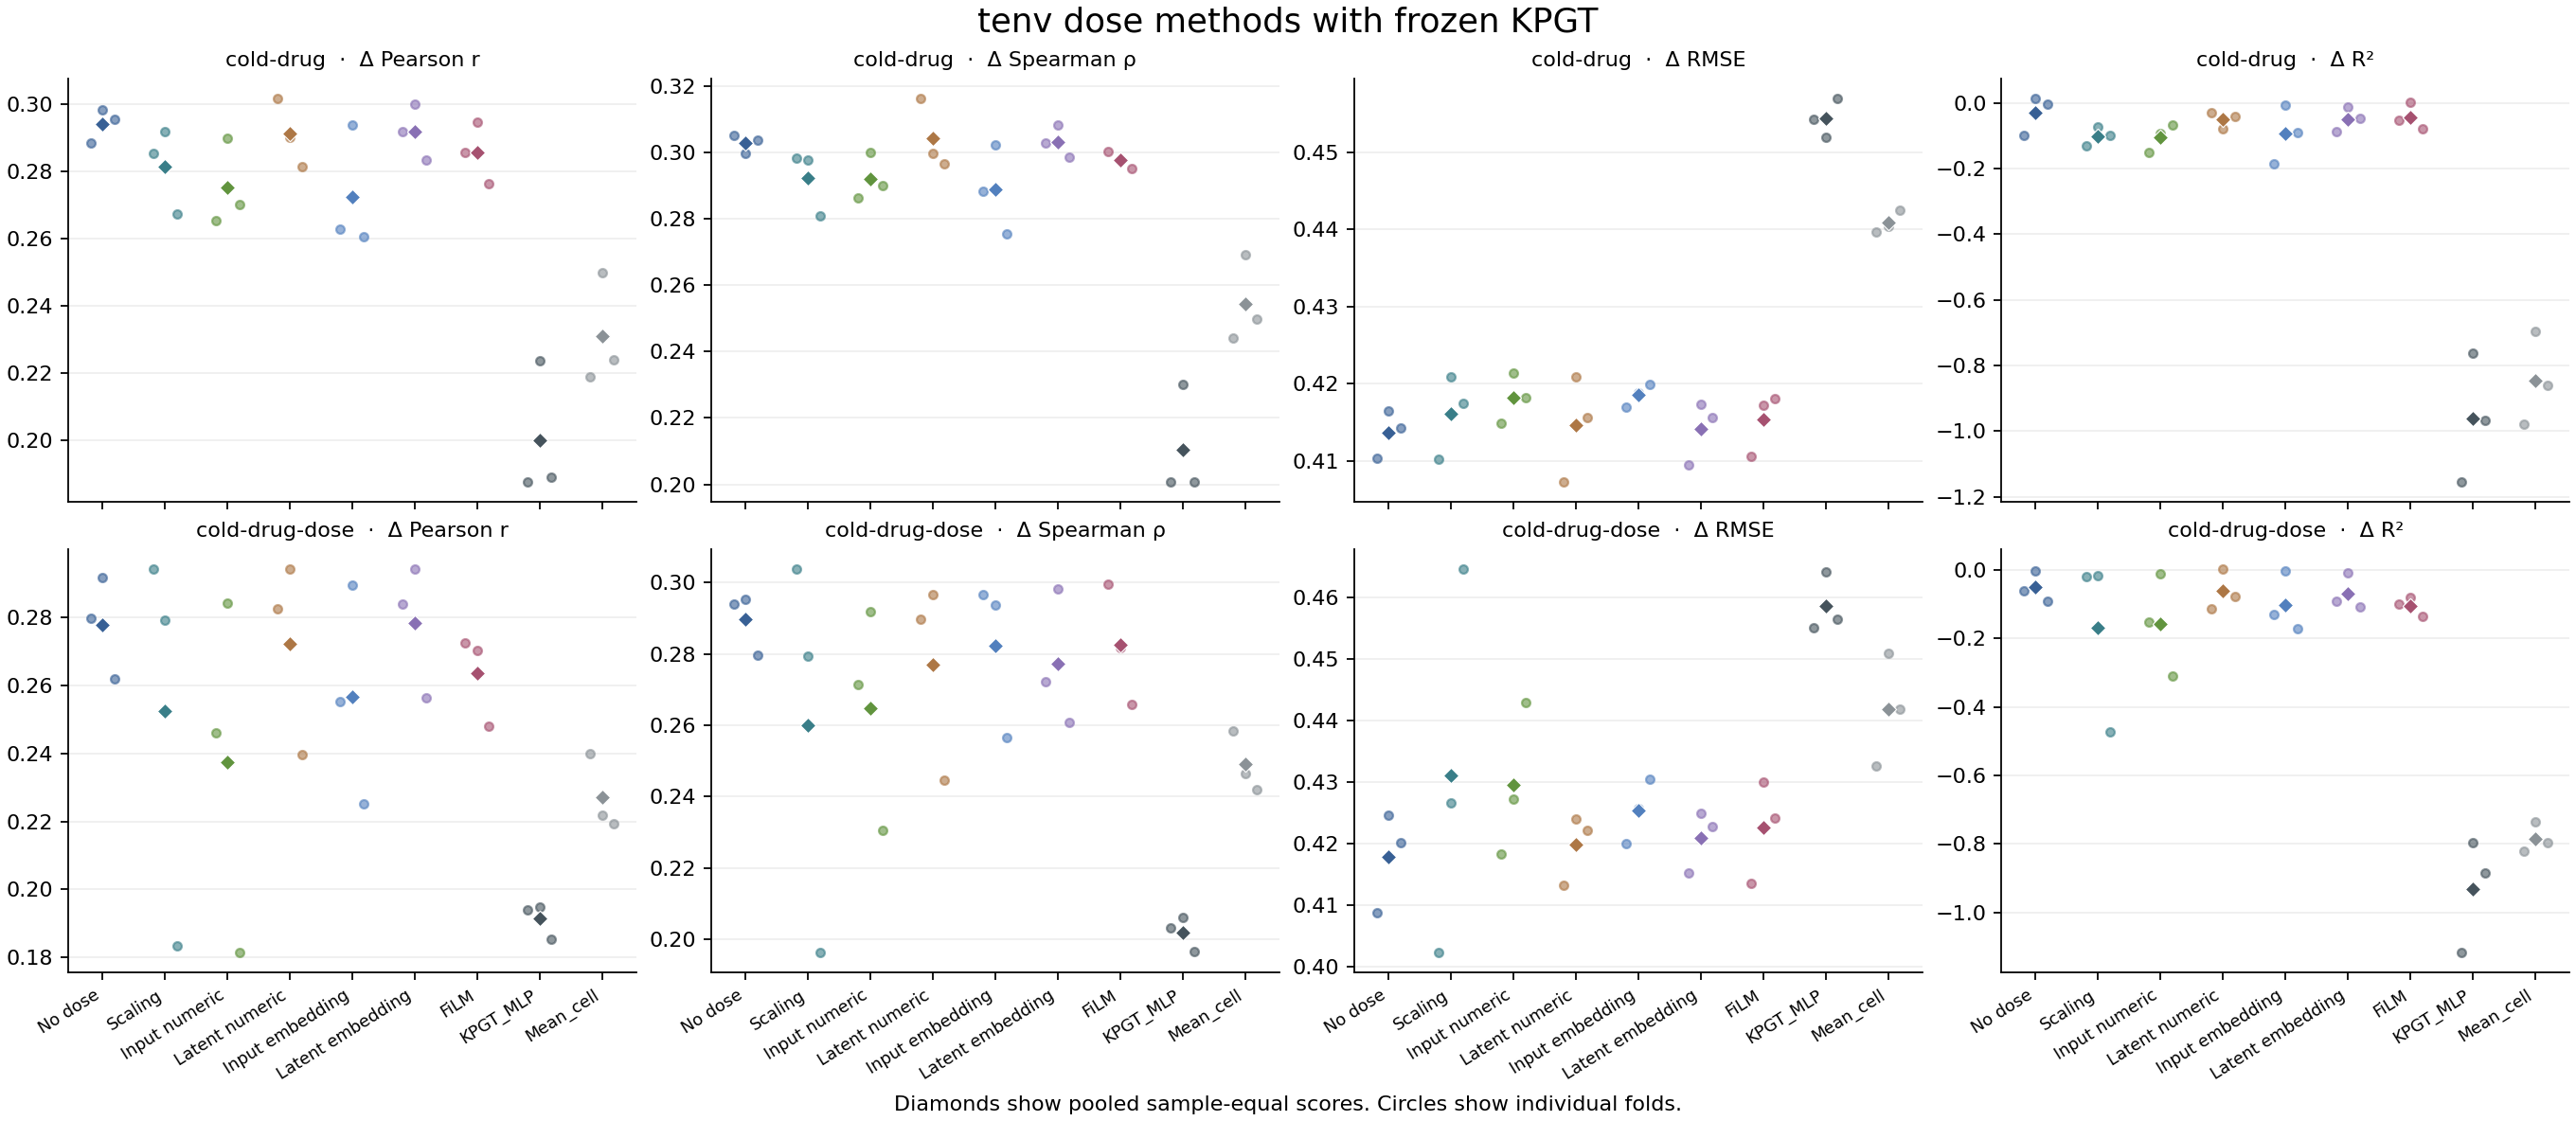 tenv dose methods with frozen KPGT
cold-drug · Δ Pearson r
0.30
0.28
0.26
0.24
0.22
0.20
cold-drug · Δ Spearman ρ
0.32
0.30
0.28
0.26
0.24
0.22
0.20
cold-drug · Δ RMSE
0.45
0.44
0.43
0.42
0.41
cold-drug · Δ R²
0.0
−0.2
−0.4
−0.6
−0.8
−1.0
−1.2
cold-drug-dose · Δ Pearson r
0.28
0.26
0.24
0.22
0.20
0.18
No dose
Scaling
Input numeric
Latent numeric
Input embedding
Latent embedding
FiLM
KPGT_MLP
Mean_cell
cold-drug-dose · Δ Spearman ρ
0.30
0.28
0.26
0.24
0.22
0.20
No dose
Scaling
Input numeric
Latent numeric
Input embedding
Latent embedding
FiLM
KPGT_MLP
Mean_cell
cold-drug-dose · Δ RMSE
0.46
0.45
0.44
0.43
0.42
0.41
0.40
No dose
Scaling
Input numeric
Latent numeric
Input embedding
Latent embedding
FiLM
KPGT_MLP
Mean_cell
cold-drug-dose · Δ R²
0.0
−0.2
−0.4
−0.6
−0.8
−1.0
No dose
Scaling
Input numeric
Latent numeric
Input embedding
Latent embedding
FiLM
KPGT_MLP
Mean_cell
Diamonds show pooled sample-equal scores. Circles show individual folds.